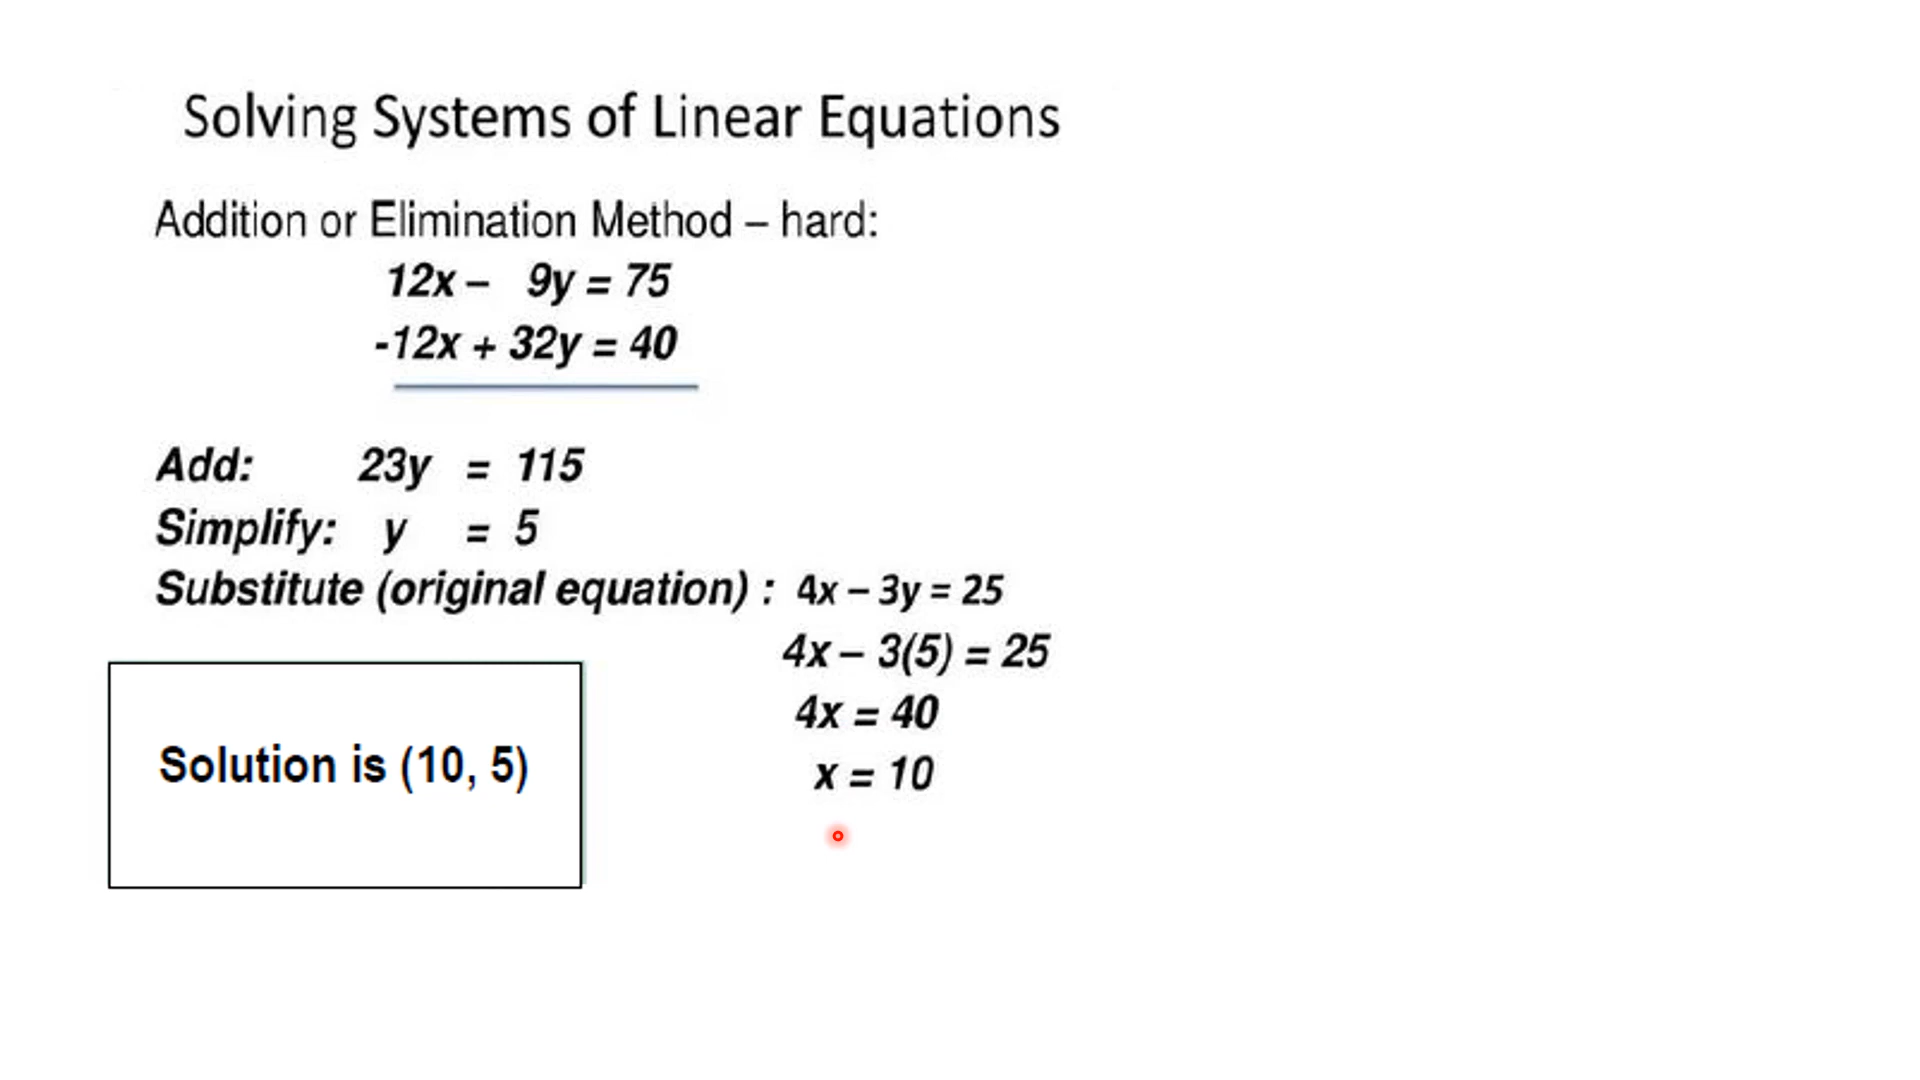 Solving Systems of Linear Equations
Addition or Elimination Method – hard:
12x – 9y = 75
-12x + 32y = 40
Add: 23y = 115
Simplify: y = 5
Substitute (original equation) : 4x – 3y = 25
4x – 3(5) = 25
4x = 40
x = 10
Solution is (10, 5)